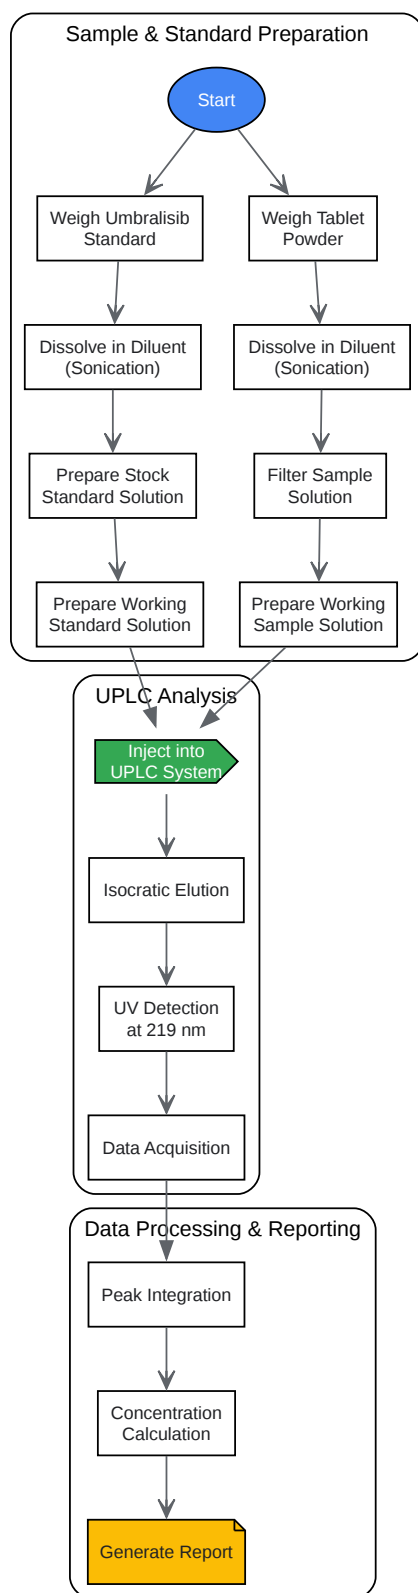 Sample & Standard Preparation
Start
Weigh Umbralisib
Standard
Weigh Tablet
Powder
Dissolve in Diluent
(Sonication)
Dissolve in Diluent
(Sonication)
Prepare Stock
Standard Solution
Filter Sample
Solution
Prepare Working
Standard Solution
Prepare Working
Sample Solution
UPLC Analysis
Inject into
UPLC System
Isocratic Elution
UV Detection
at 219 nm
Data Acquisition
Data Processing & Reporting
Peak Integration
Concentration
Calculation
Generate Report